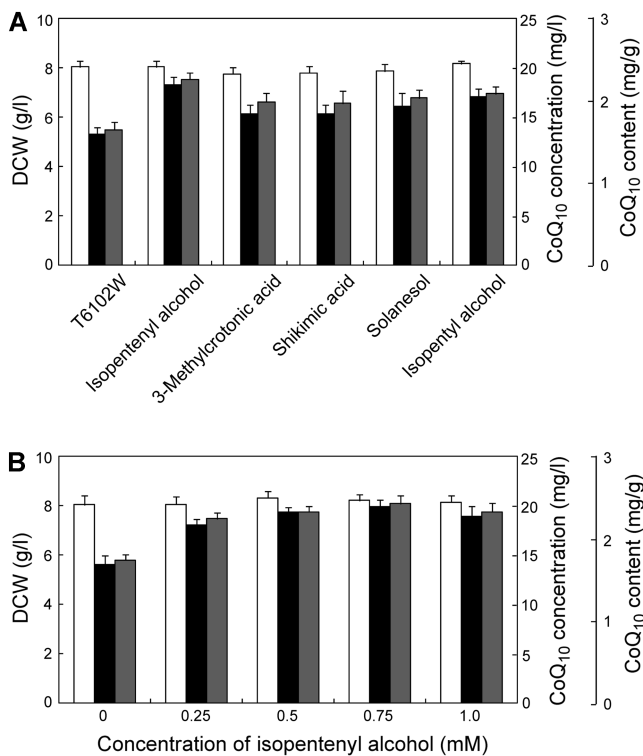 A
10
8
6
4
2
0
DCW (g/l)
25
20
15
10
5
0
CoQ10 concentration (mg/l)
3
2
1
0
CoQ10 content (mg/g)
T6102W
Isopentenyl alcohol
3-Methylcrotonic acid
Shikimic acid
Solanesol
Isopentyl alcohol
B
10
8
6
4
2
0
DCW (g/l)
25
20
15
10
5
0
CoQ10 concentration (mg/l)
3
2
1
0
CoQ10 content (mg/g)
0 0.25 0.5 0.75 1.0
Concentration of isopentenyl alcohol (mM)